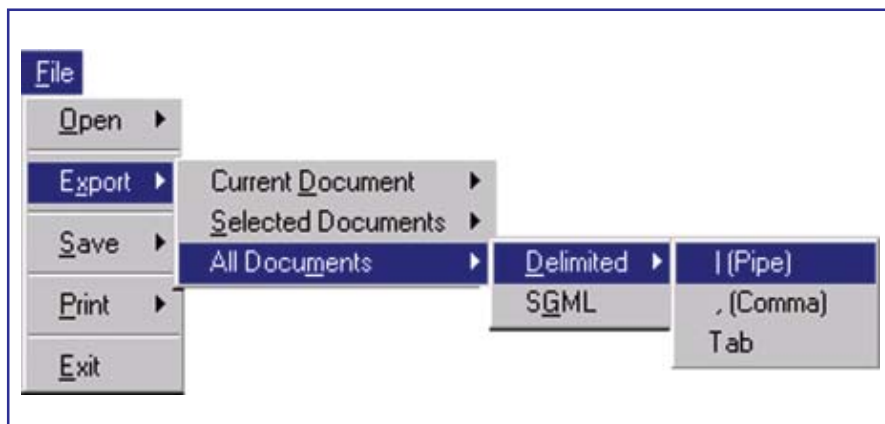 File
Open
Export
Save
Print
Exit
Current Document
Selected Documents
All Documents
Delimited
SGML
| (Pipe)
, (Comma)
Tab